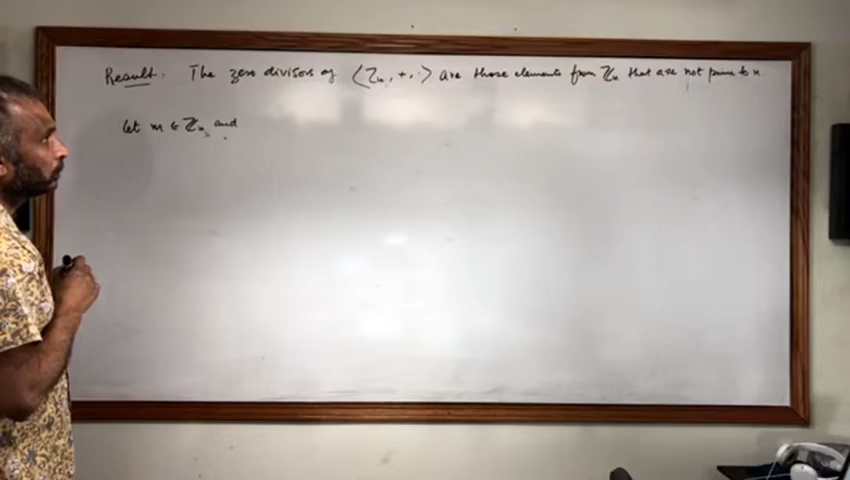 Result: The zero divisors of ⟨ℤn, +, ·⟩ are those elements from ℤn that are not prime to n.
Let m ∈ ℤn and